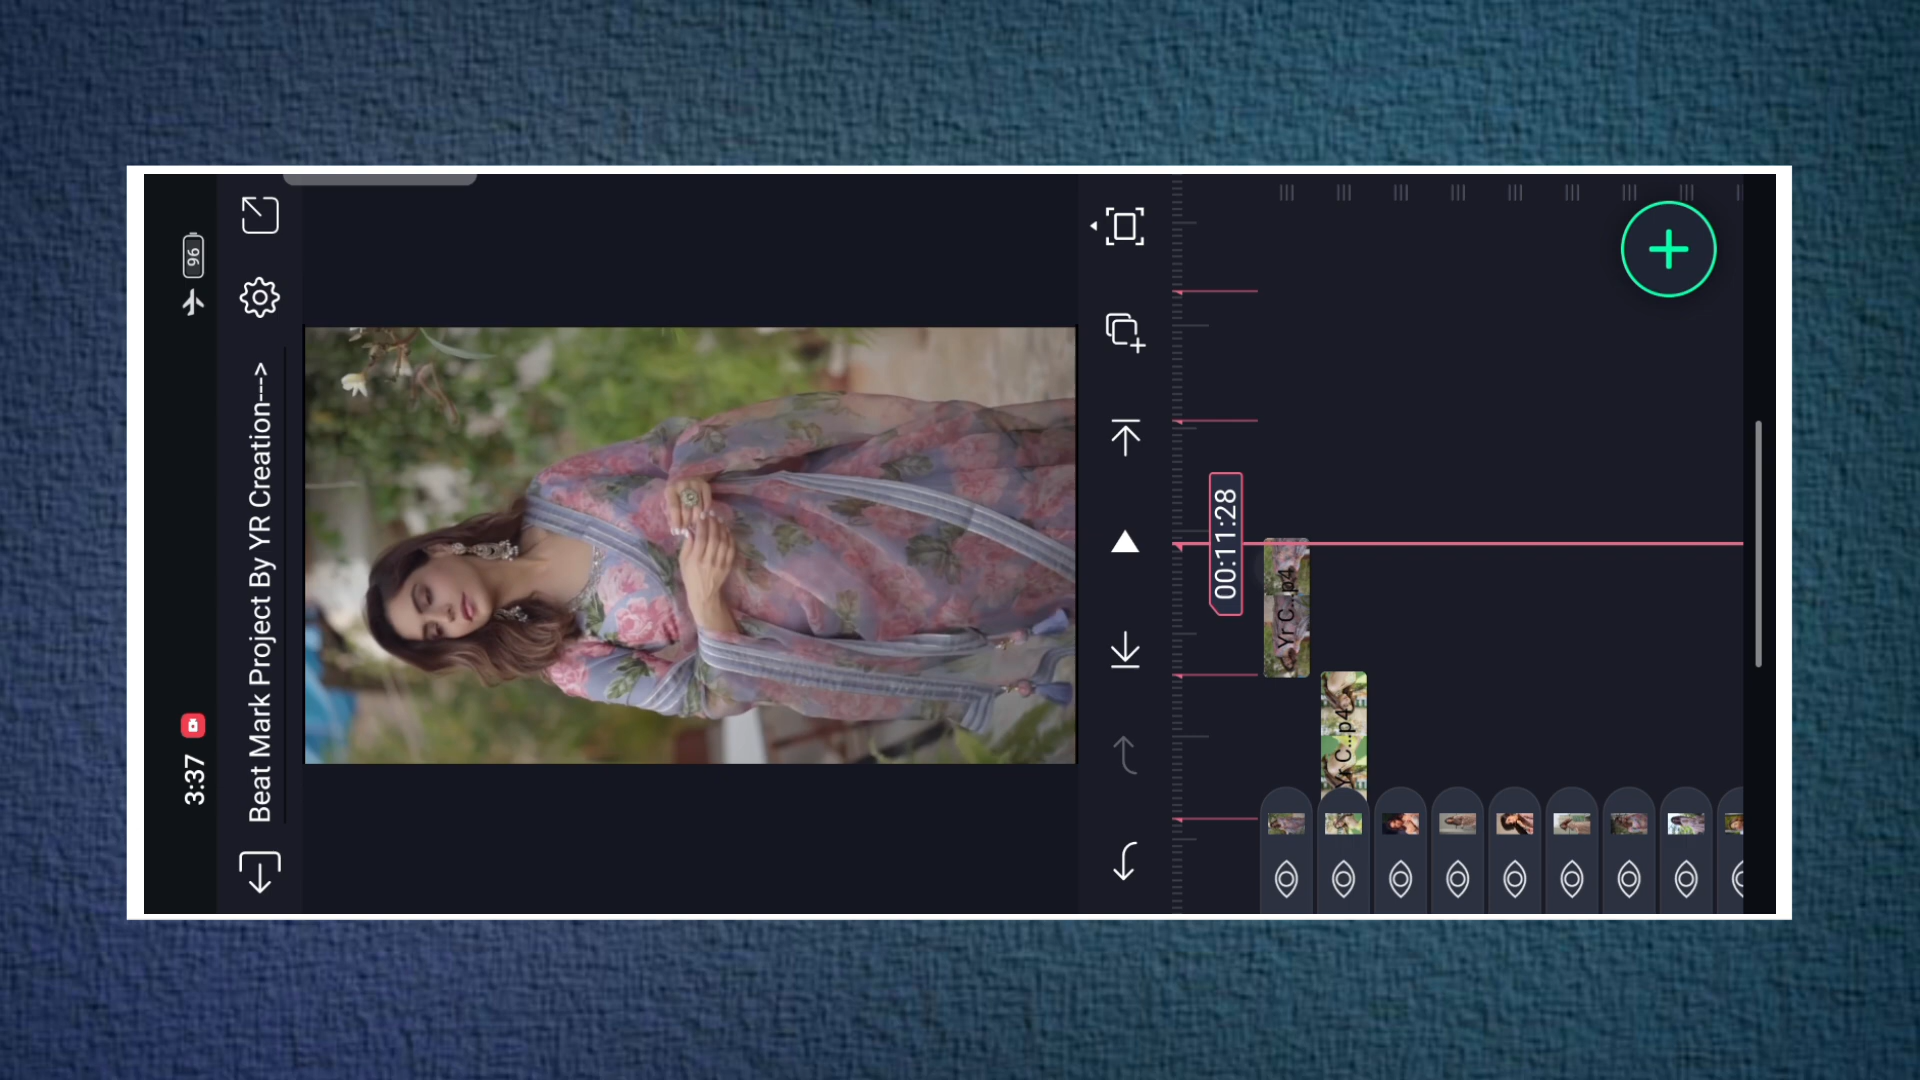 3:37
96
Beat Mark Project By YR Creation--->
00:11:28
Yr C...p4
Yr C...p4